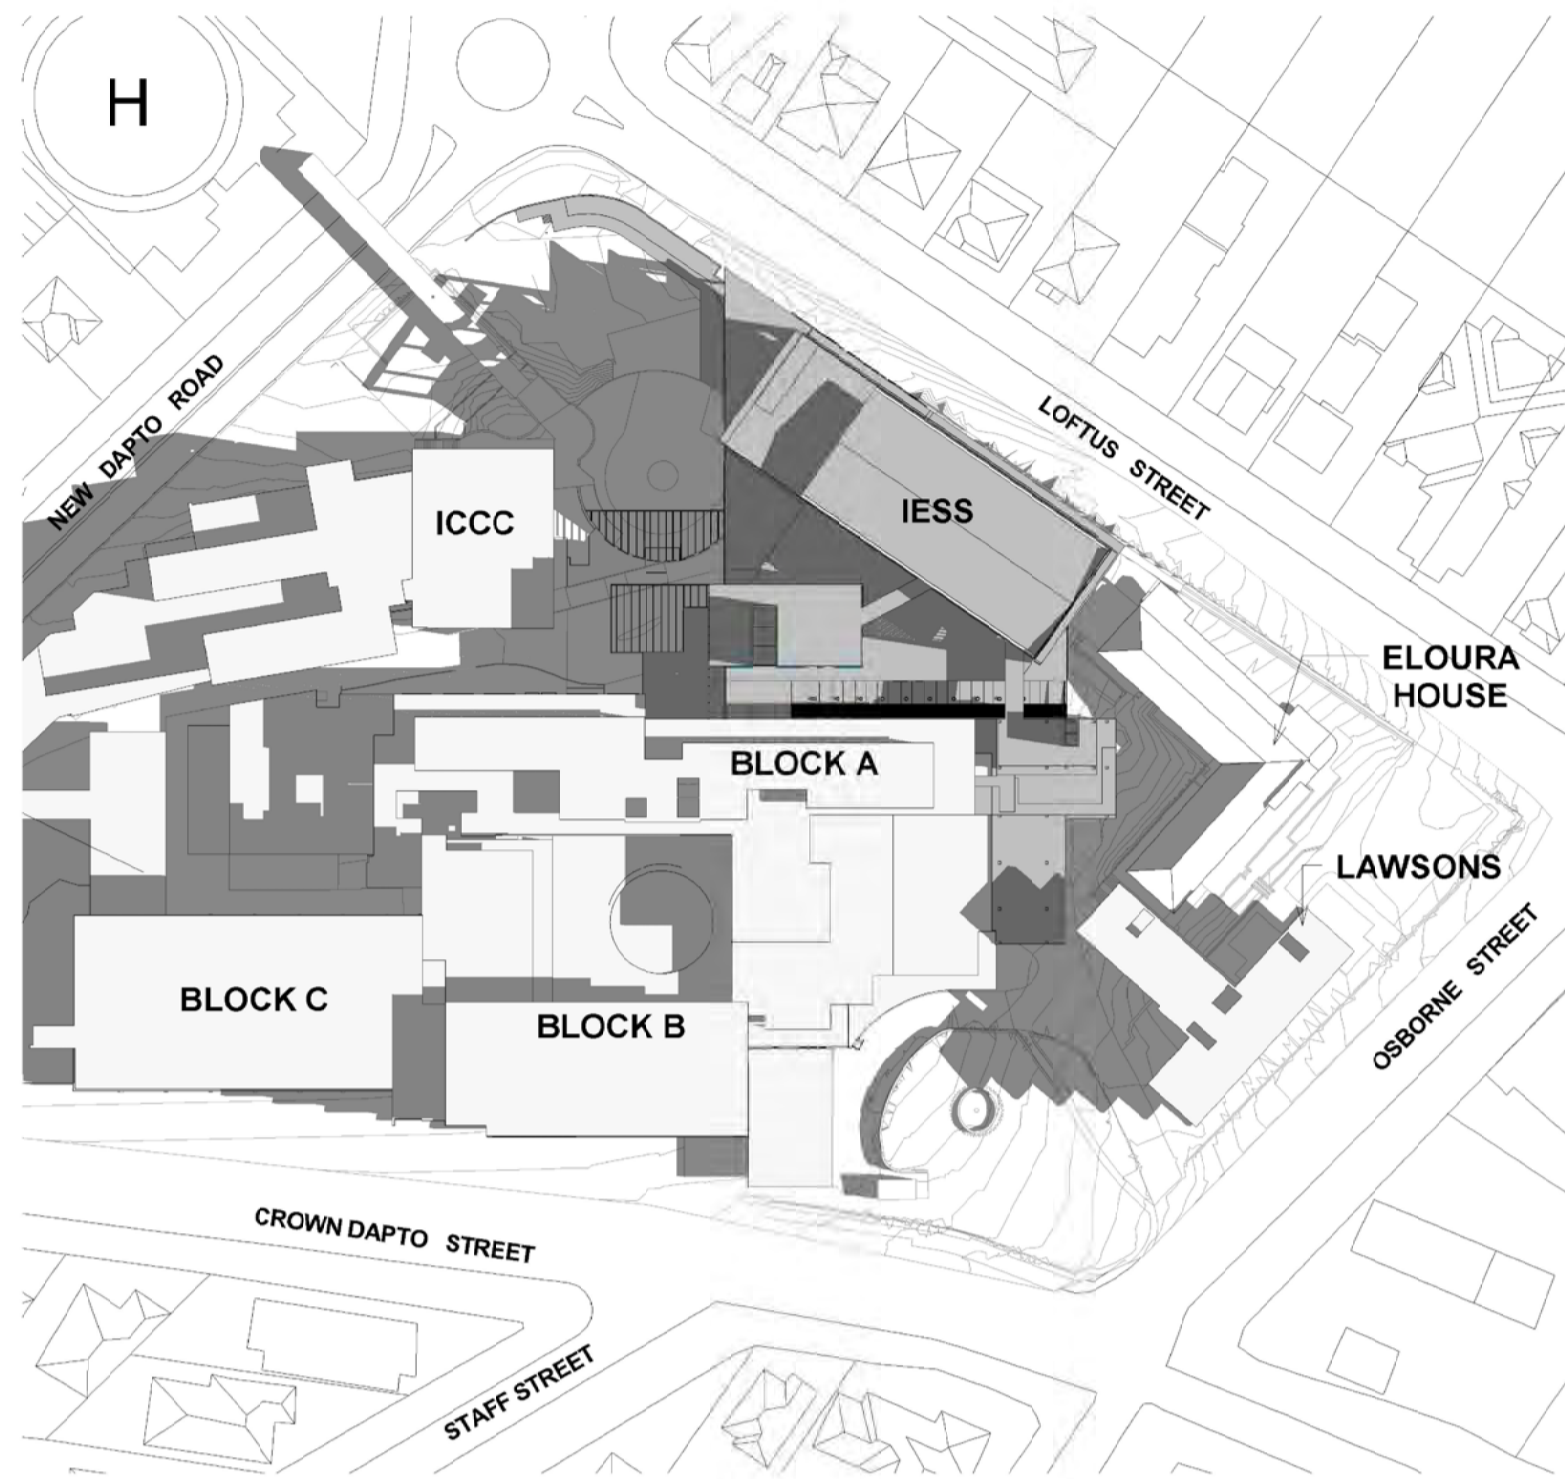 H
NEW DAPTO ROAD
LOFTUS STREET
ICCC
IESS
ELOURA
HOUSE
BLOCK A
LAWSONS
BLOCK C
BLOCK B
OSBORNE STREET
CROWN DAPTO STREET
STAFF STREET